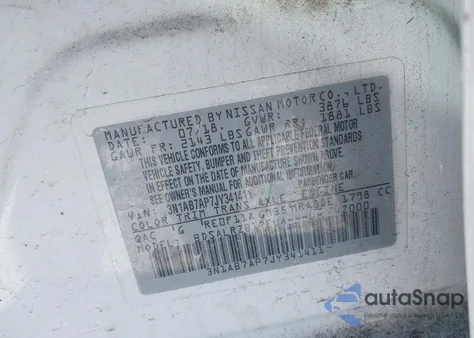 MANUFACTURED BY NISSAN MOTOR CO., LTD.
DATE: 07/18. GVWR: 3876 LBS
GAWR FR: 2143 LBS GAWR RR: 1881 LBS
THIS VEHICLE CONFORMS TO ALL APPLICABLE FEDERAL MOTOR
VEHICLE SAFETY, BUMPER AND THEFT PREVENTION STANDARDS
IN EFFECT ON THE DATE OF MANUFACTURE SHOWN ABOVE.
SEE OWNER'S MANUAL FOR ADDITIONAL INFORMATION.
VIN: 3N1AB7AP7JY341411 PASSENGER CAR
COLOR TRIM TRANS AXLE ENGINE
QAC G RE0F11A 1798 CC
MODEL:
3N1AB7AP7JY341411
autoSnap